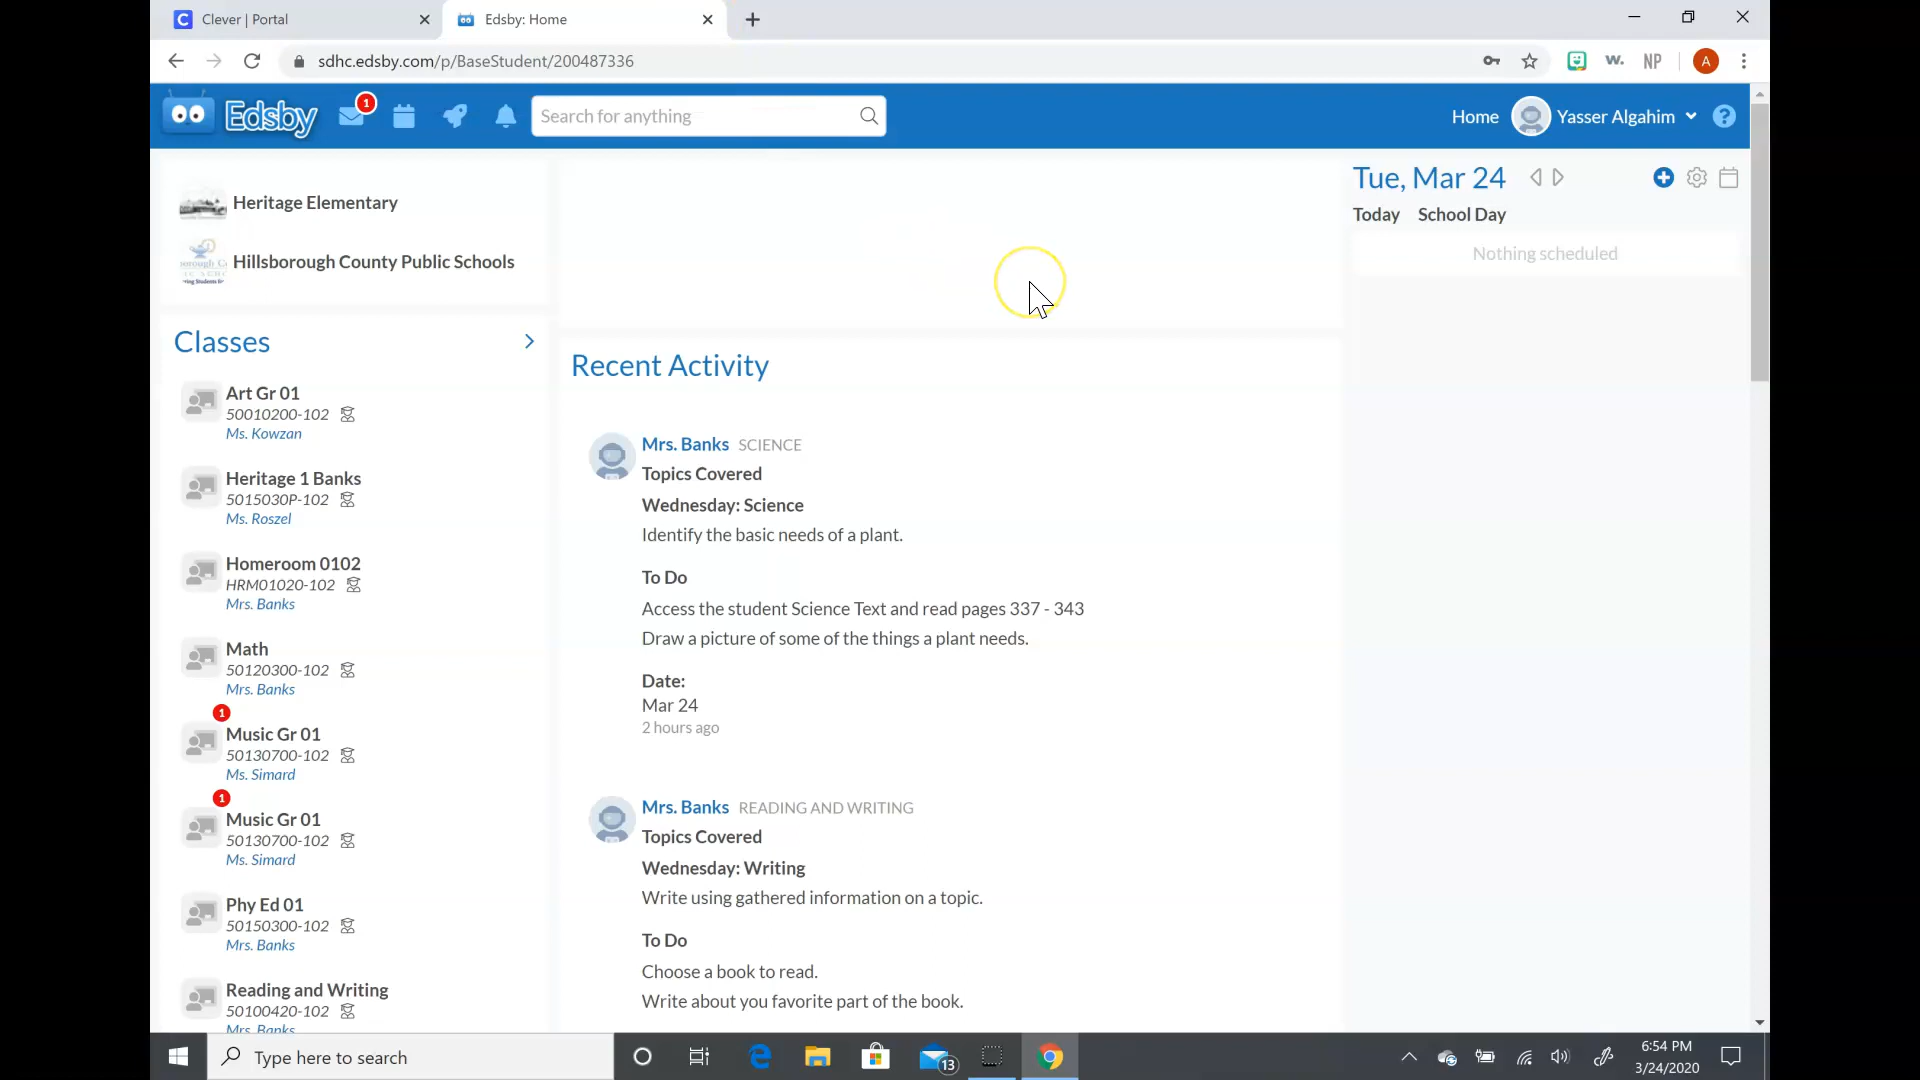 Clever | Portal
Edsby: Home
sdhc.edsby.com/p/BaseStudent/200487336
w.
NP
A
Edsby
1
Search for anything
Home
Yasser Algahim
?
Heritage Elementary
Hillsborough County Public Schools
Classes
Art Gr 01
50010200-102
Ms. Kowzan
Heritage 1 Banks
5015030P-102
Ms. Roszel
Homeroom 0102
HRM01020-102
Mrs. Banks
Math
50120300-102
Mrs. Banks
1
Music Gr 01
50130700-102
Ms. Simard
1
Music Gr 01
50130700-102
Ms. Simard
Phy Ed 01
50150300-102
Mrs. Banks
Reading and Writing
50100420-102
Mrs. Banks
Recent Activity
Mrs. Banks SCIENCE
Topics Covered
Wednesday: Science
Identify the basic needs of a plant.
To Do
Access the student Science Text and read pages 337 - 343
Draw a picture of some of the things a plant needs.
Date:
Mar 24
2 hours ago
Mrs. Banks READING AND WRITING
Topics Covered
Wednesday: Writing
Write using gathered information on a topic.
To Do
Choose a book to read.
Write about you favorite part of the book.
Tue, Mar 24
Today School Day
Nothing scheduled
Type here to search
13
6:54 PM
3/24/2020